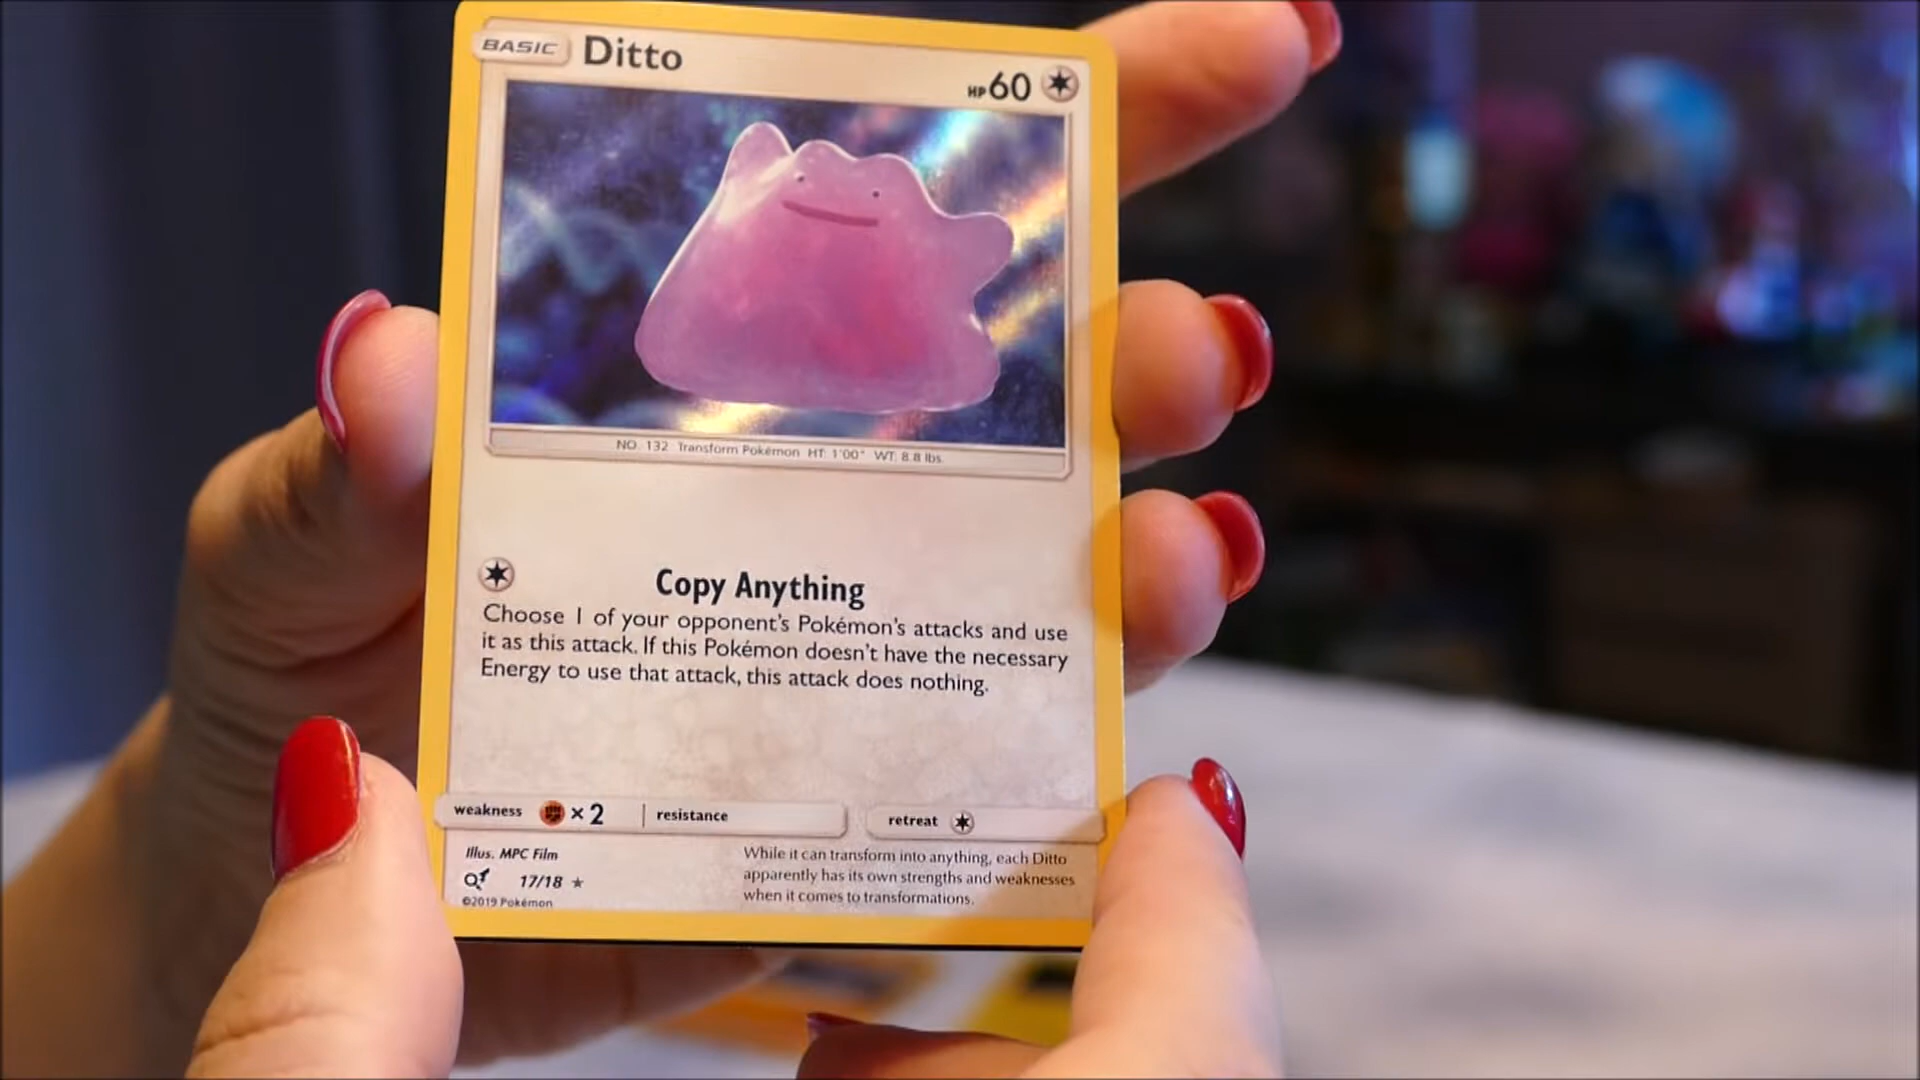 BASIC Ditto HP 60
NO. 132 Transform Pokémon HT: 1'00" WT: 8.8 lbs.
Copy Anything
Choose 1 of your opponent's Pokémon's attacks and use
it as this attack. If this Pokémon doesn't have the necessary
Energy to use that attack, this attack does nothing.
weakness ×2 resistance retreat
Illus. MPC Film
17/18
©2019 Pokémon
While it can transform into anything, each Ditto
apparently has its own strengths and weaknesses
when it comes to transformations.